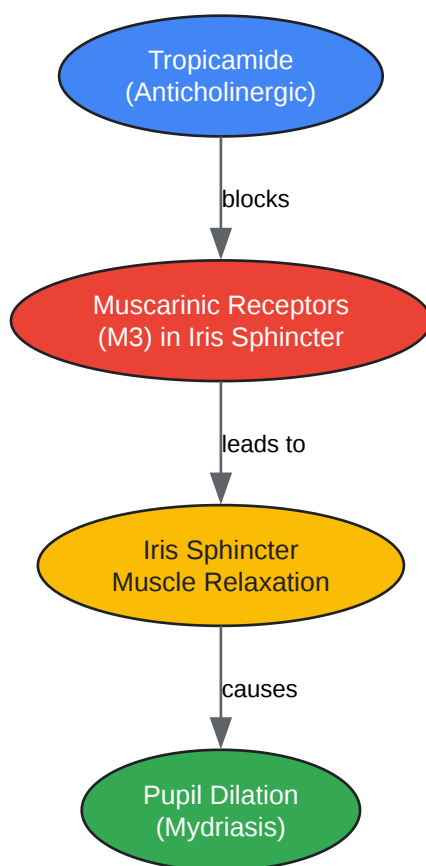 Tropicamide
(Anticholinergic)
blocks
Muscarinic Receptors
(M3) in Iris Sphincter
leads to
Iris Sphincter
Muscle Relaxation
causes
Pupil Dilation
(Mydriasis)